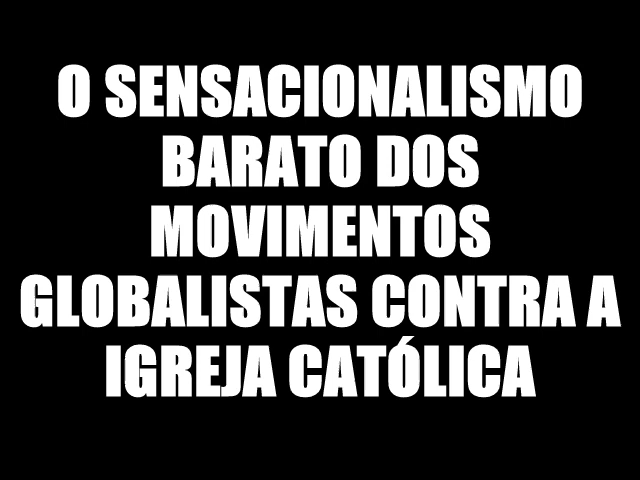 O SENSACIONALISMO
BARATO DOS
MOVIMENTOS
GLOBALISTAS CONTRA A
IGREJA CATÓLICA